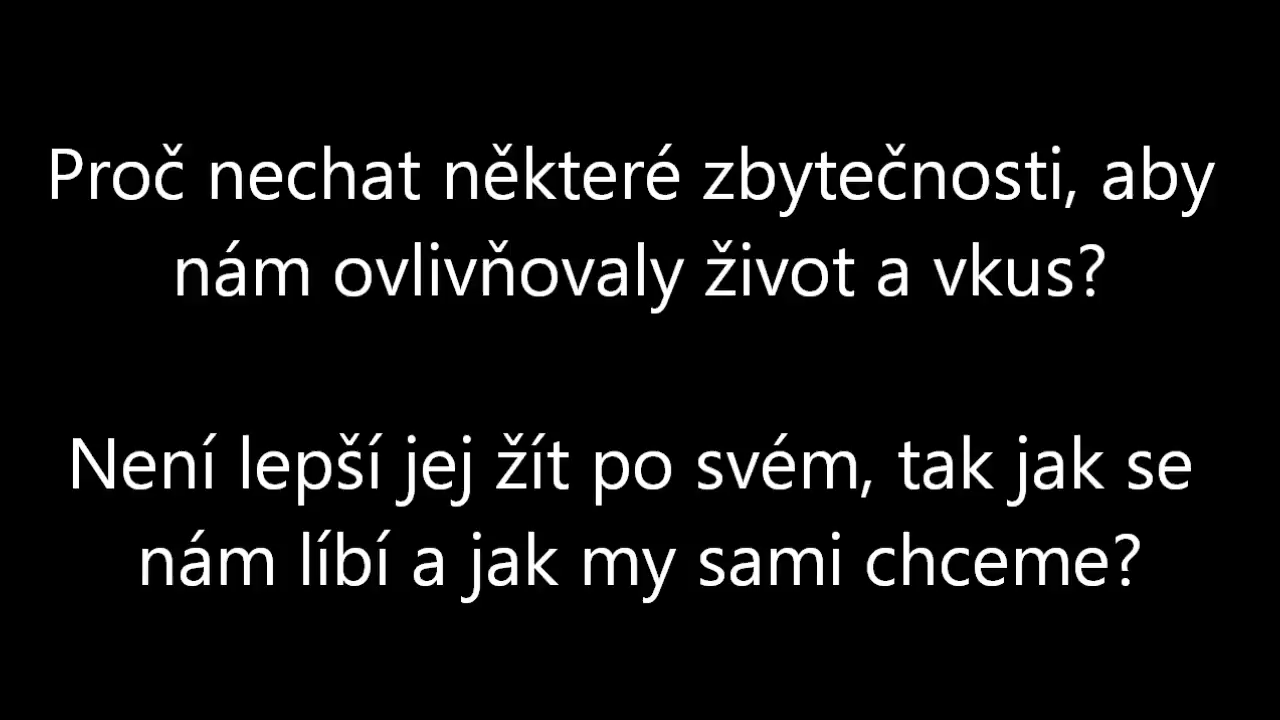 Proč nechat některé zbytečnosti, aby
nám ovlivňovaly život a vkus?
Není lepší jej žít po svém, tak jak se
nám líbí a jak my sami chceme?